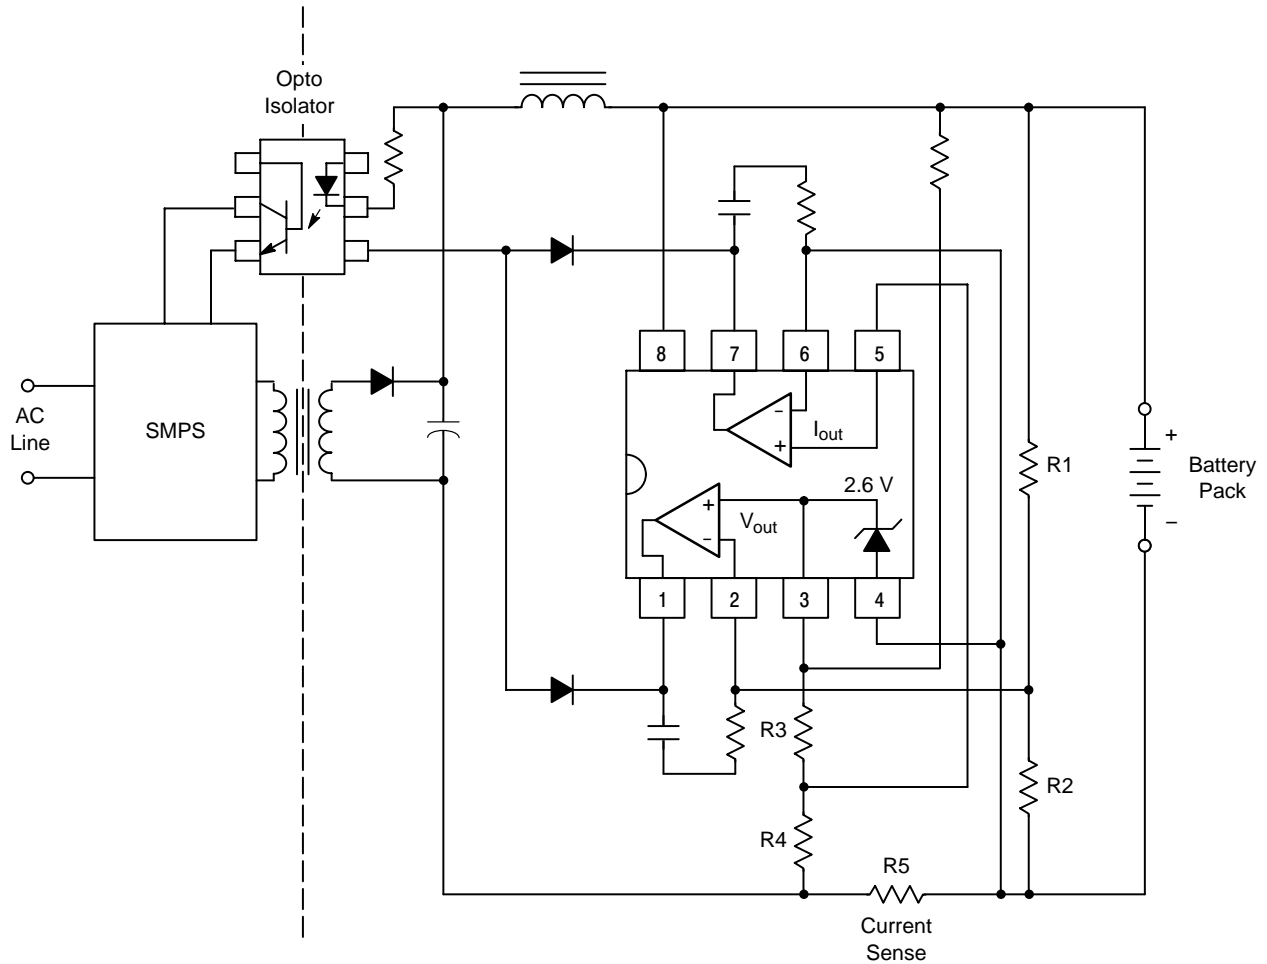 Opto
Isolator
8
7
6
5
AC
Line
SMPS
−
+
Iout
2.6 V
+
−
Vout
1
2
3
4
R1
+
−
Battery
Pack
R3
R2
R4
R5
Current
Sense